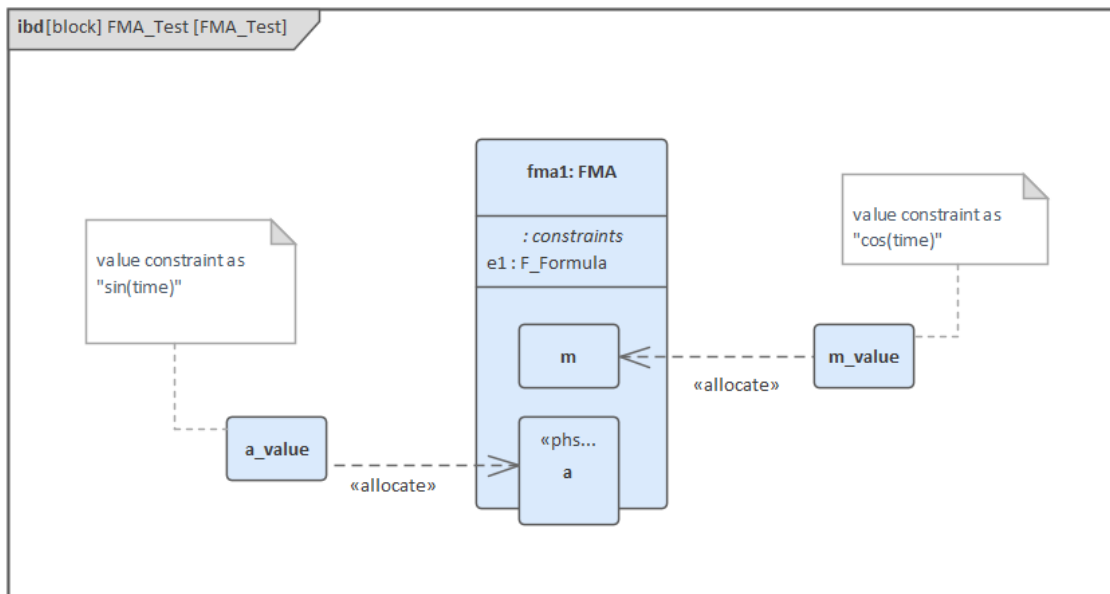 ibd[block] FMA_Test [FMA_Test]
fma1: FMA
: constraints
e1 : F_Formula
value constraint as
"cos(time)"
value constraint as
"sin(time)"
m
m_value
«allocate»
«phs...
a
a_value
«allocate»